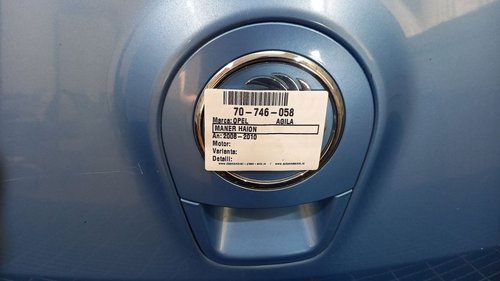 70-746-058
Marca: OPEL AGILA
MANER HAION
An: 2008-2010
Motor:
Varianta:
Detalii: